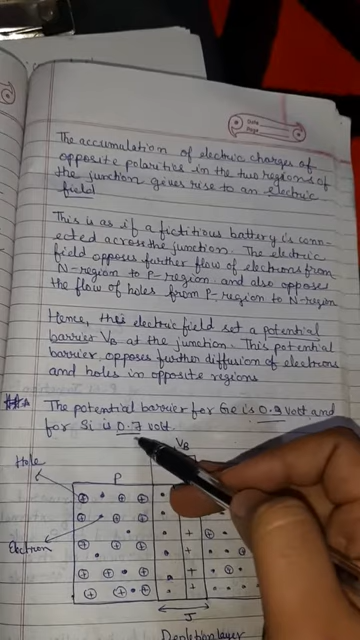 Date
Page
The accumulation of electric charges of
opposite polarities in the two regions of
the junction gives rise to an electric
field
This is as if a fictitious battery is conn-
ected across the junction. The electric
field opposes further flow of electrons from
N-region to P-region and also oppose
the flow of holes from P-region to N-region
Hence, the electric field set a potential
barrier VB at the junction. This potential
barrier, opposes further diffusion of electrons
and holes in opposite regions
The potential barrier for Ge is 0.2 volt and
for Si is 0.7 volt.
VB
Hole
P
Electron
J
Depletion layer